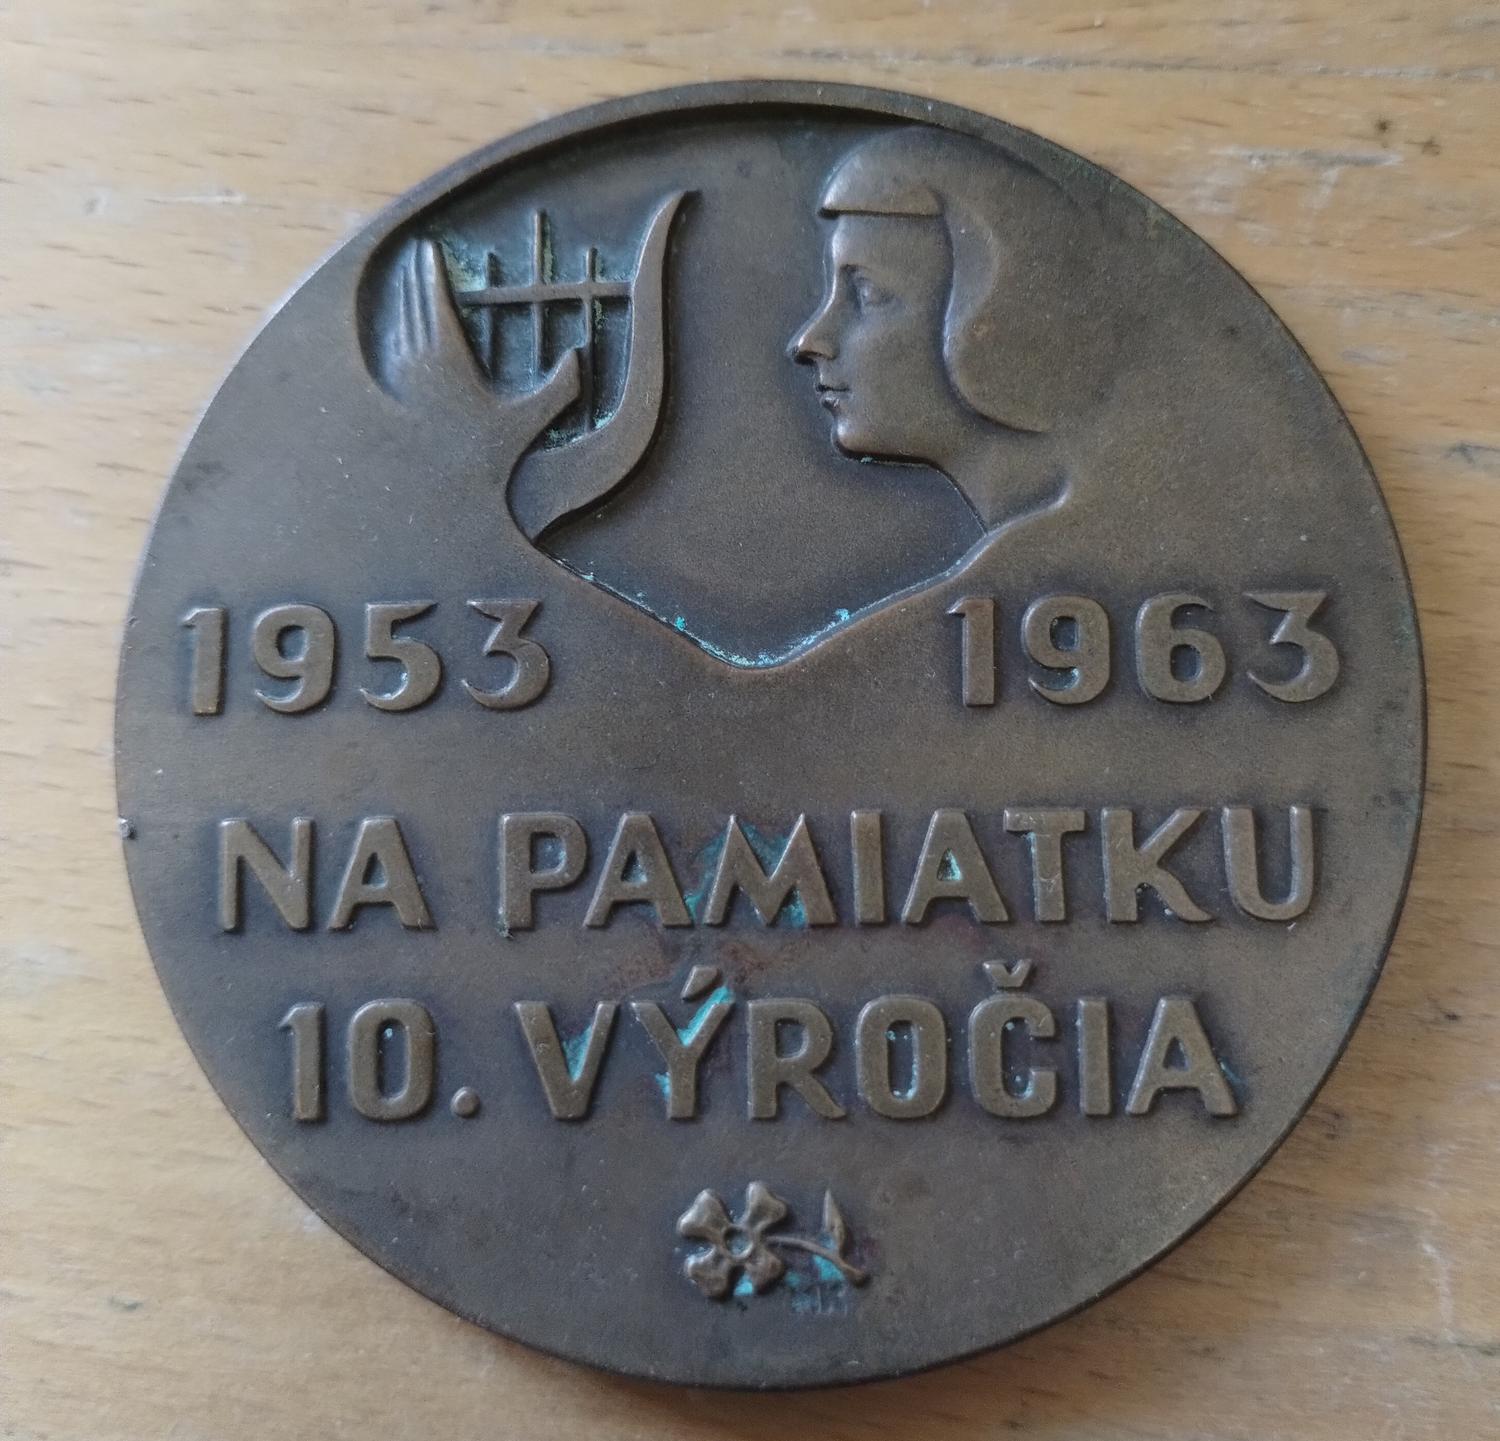 1953 1963
NA PAMIATKU
10. VÝROČIA